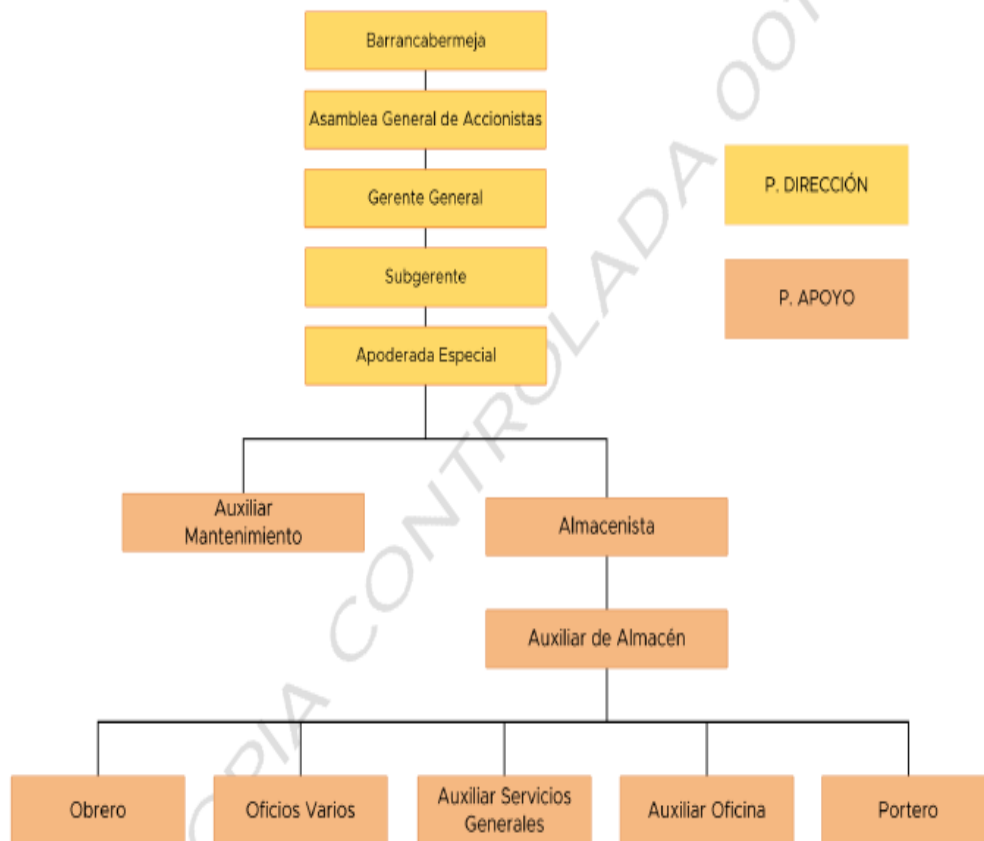 Barrancabermeja
Asamblea General de Accionistas
Gerente General
Subgerente
Apoderada Especial
P. DIRECCIÓN
P. APOYO
Auxiliar
Mantenimiento
Almacenista
Auxiliar de Almacén
Obrero
Oficios Varios
Auxiliar Servicios
Generales
Auxiliar Oficina
Portero
OPIA CONTROLADA